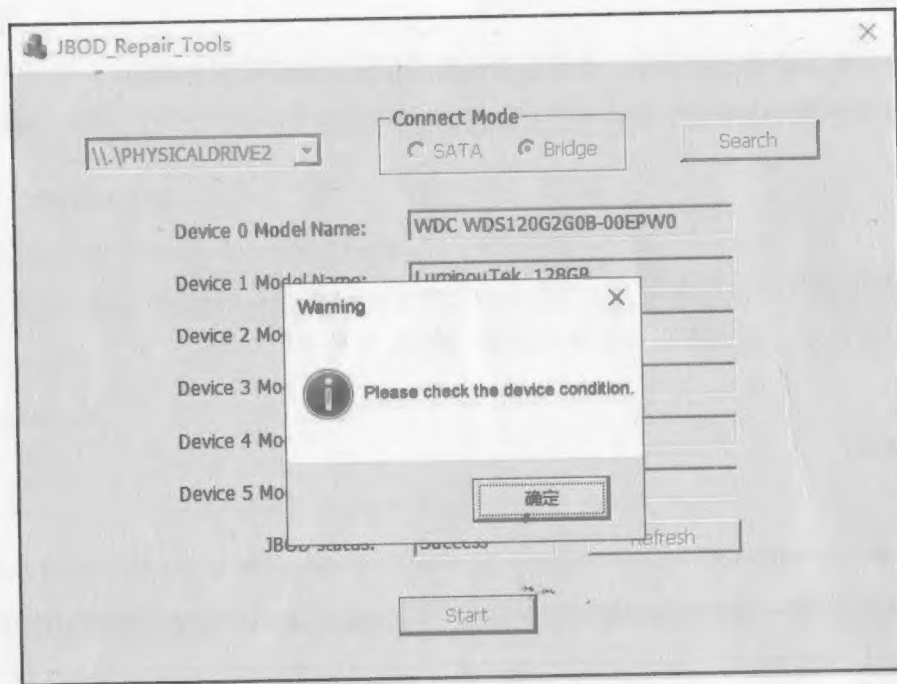 JBOD_Repair_Tools
\\.\PHYSICALDRIVE2
Connect Mode
SATA
Bridge
Search
Device 0 Model Name:
WDC WDS120G2G0B-00EPW0
Device 1 Model Name:
LuminouTek 128GB
Warning
Device 2 Mo
Please check the device condition.
Device 3 Mo
Device 4 Mo
Device 5 Mo
确定
JBOD status:
Success
Refresh
Start